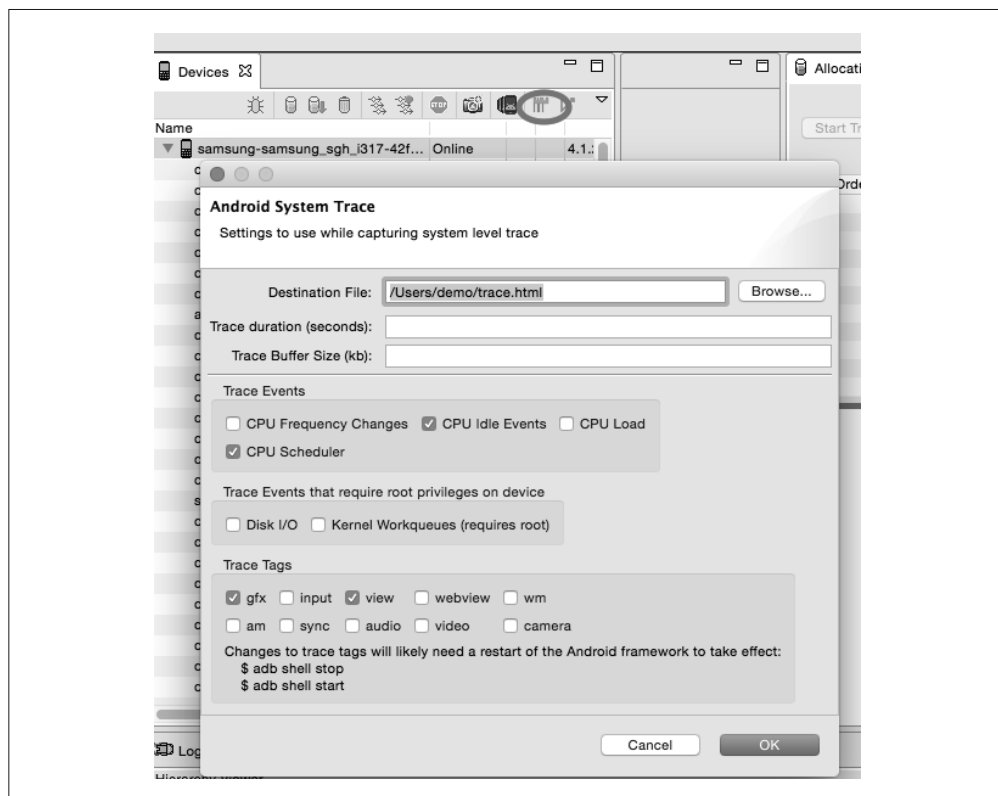 Devices
Allocati
STOP
Start Tr
Name
samsung-samsung_sgh_i317-42f... Online 4.1.:
Orde
Android System Trace
Settings to use while capturing system level trace
Destination File: /Users/demo/trace.html Browse...
Trace duration (seconds):
Trace Buffer Size (kb):
Trace Events
CPU Frequency Changes CPU Idle Events CPU Load
CPU Scheduler
Trace Events that require root privileges on device
Disk I/O Kernel Workqueues (requires root)
Trace Tags
gfx input view webview wm
am sync audio video camera
Changes to trace tags will likely need a restart of the Android framework to take effect:
$ adb shell stop
$ adb shell start
Cancel OK
Log